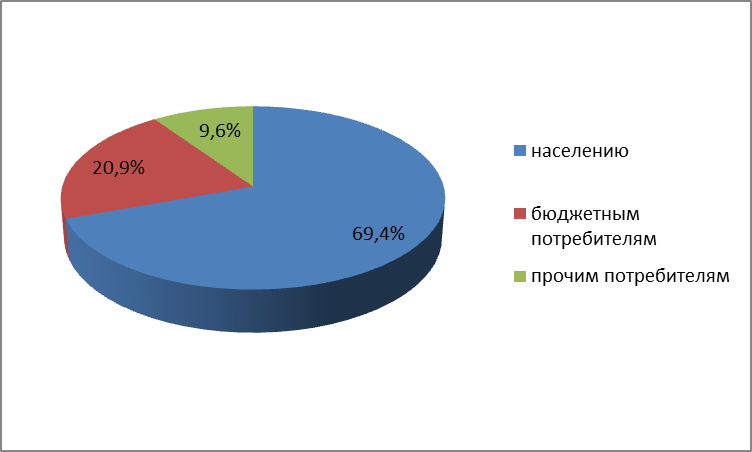 9,6%
20,9%
69,4%
населению
бюджетным
потребителям
прочим потребителям